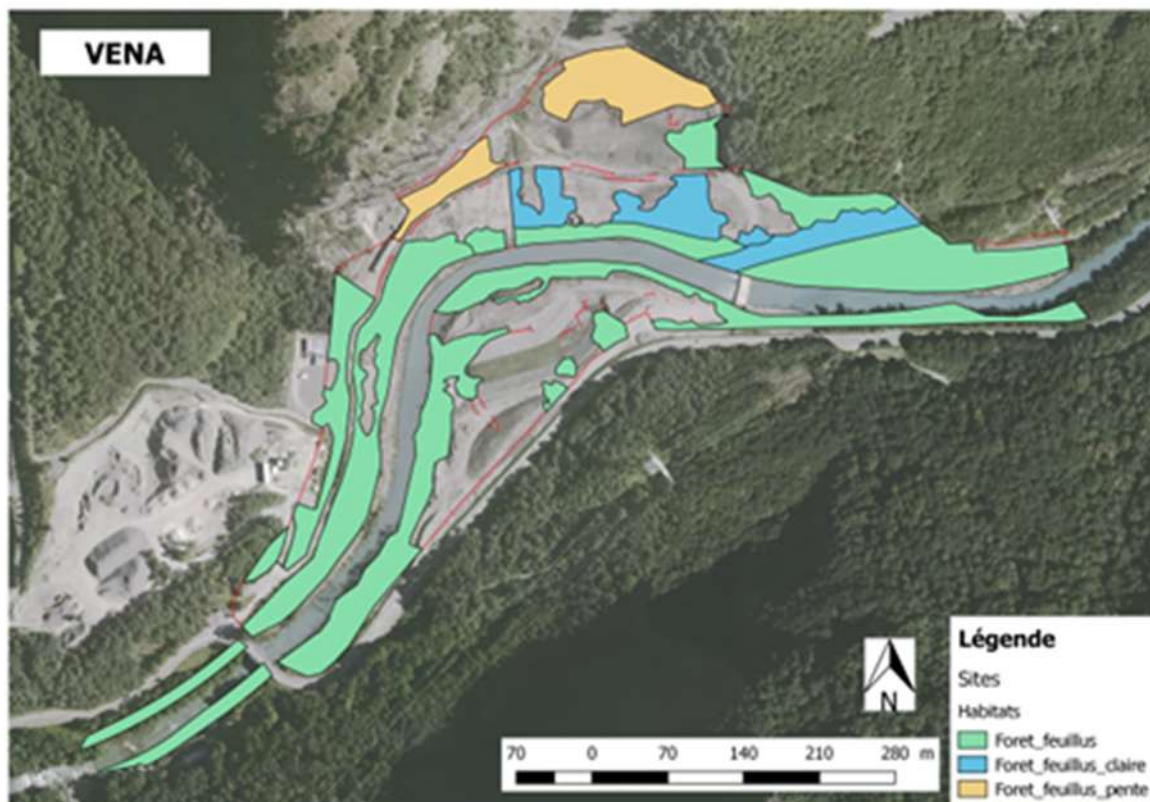 VENA
N
70 0 70 140 210 280 m
Légende
Sites
Habitats
Foret_feuillus
Foret_feuillus_claire
Foret_feuillus_pente